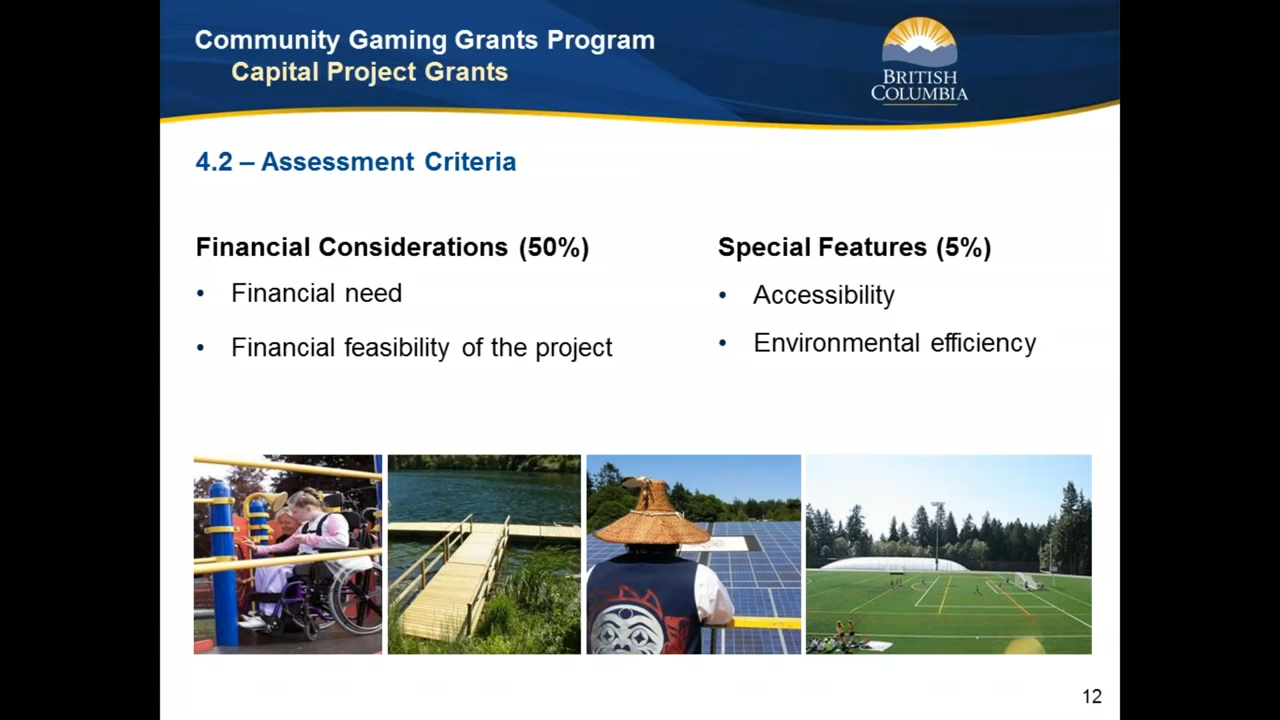 Community Gaming Grants Program
Capital Project Grants
BRITISH
COLUMBIA
4.2 – Assessment Criteria
Financial Considerations (50%)
• Financial need
• Financial feasibility of the project
Special Features (5%)
• Accessibility
• Environmental efficiency
12